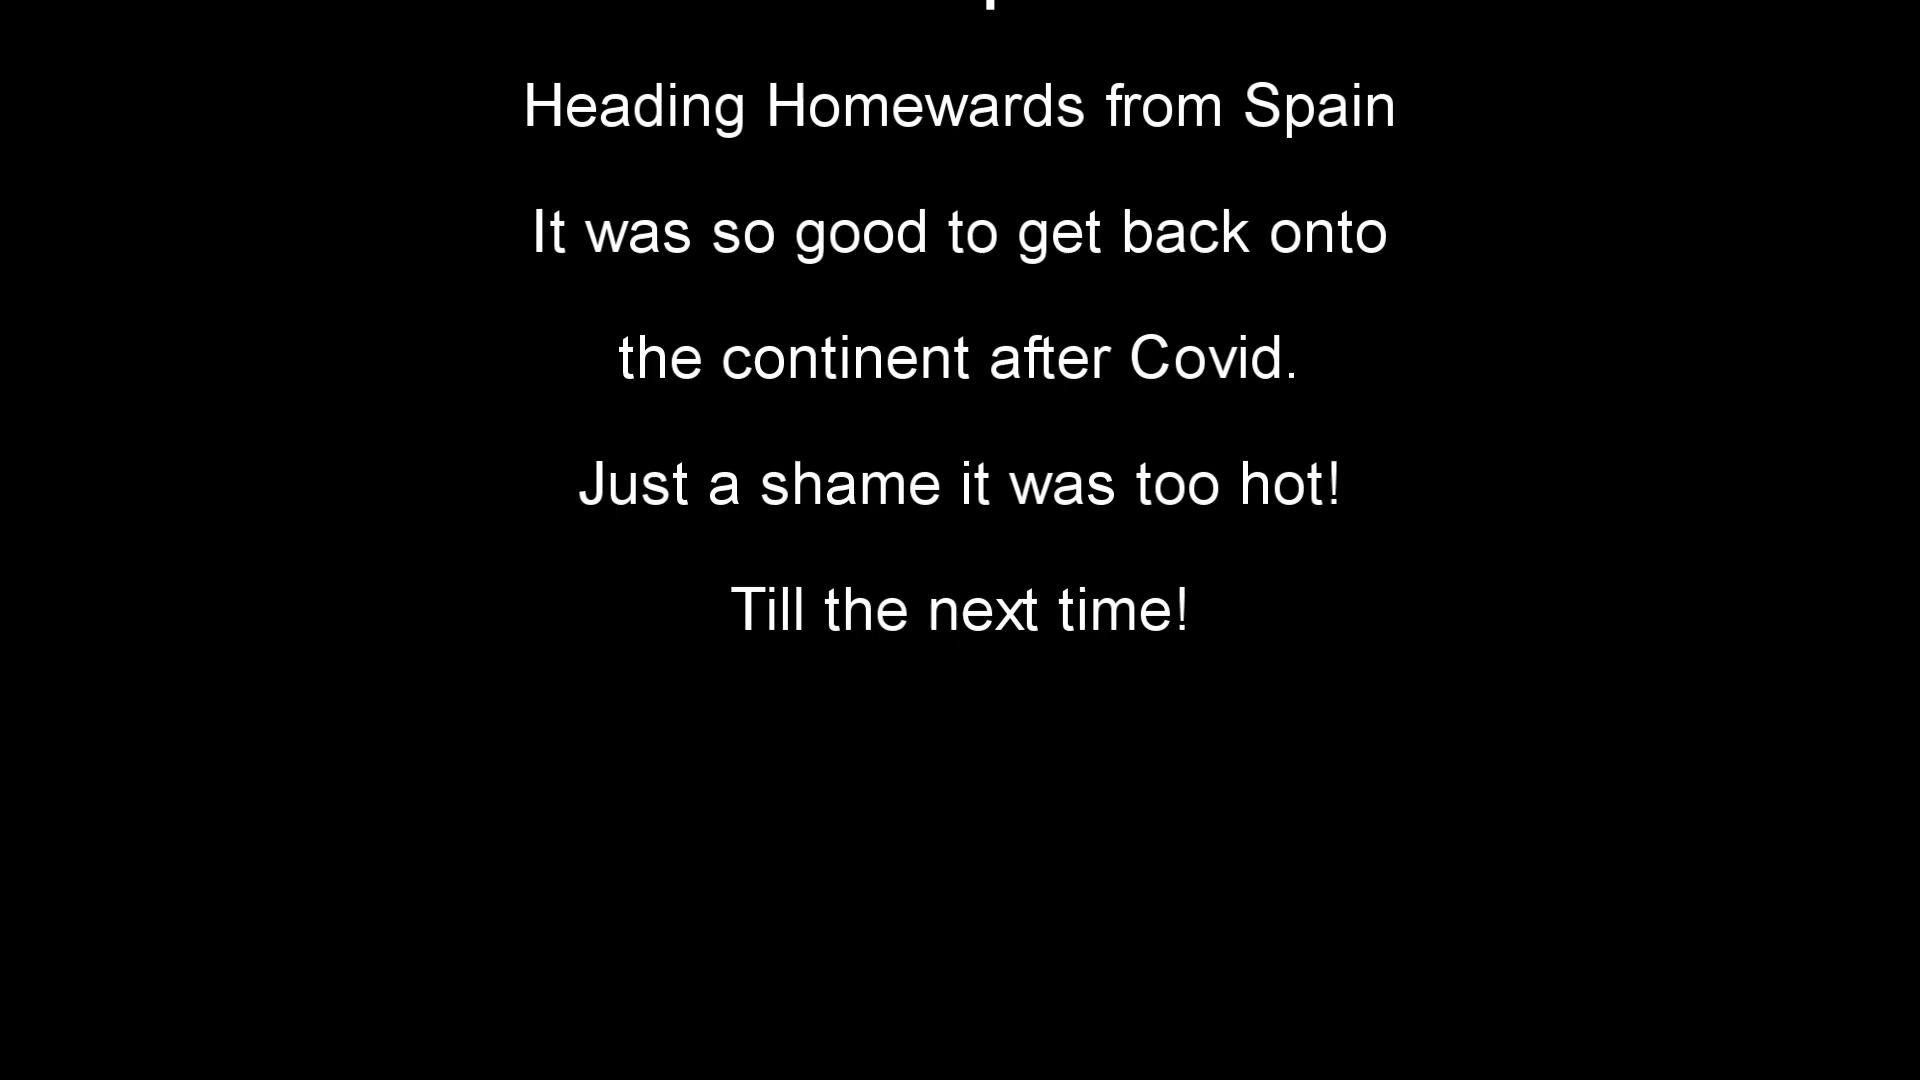 Heading Homewards from Spain
It was so good to get back onto
the continent after Covid.
Just a shame it was too hot!
Till the next time!